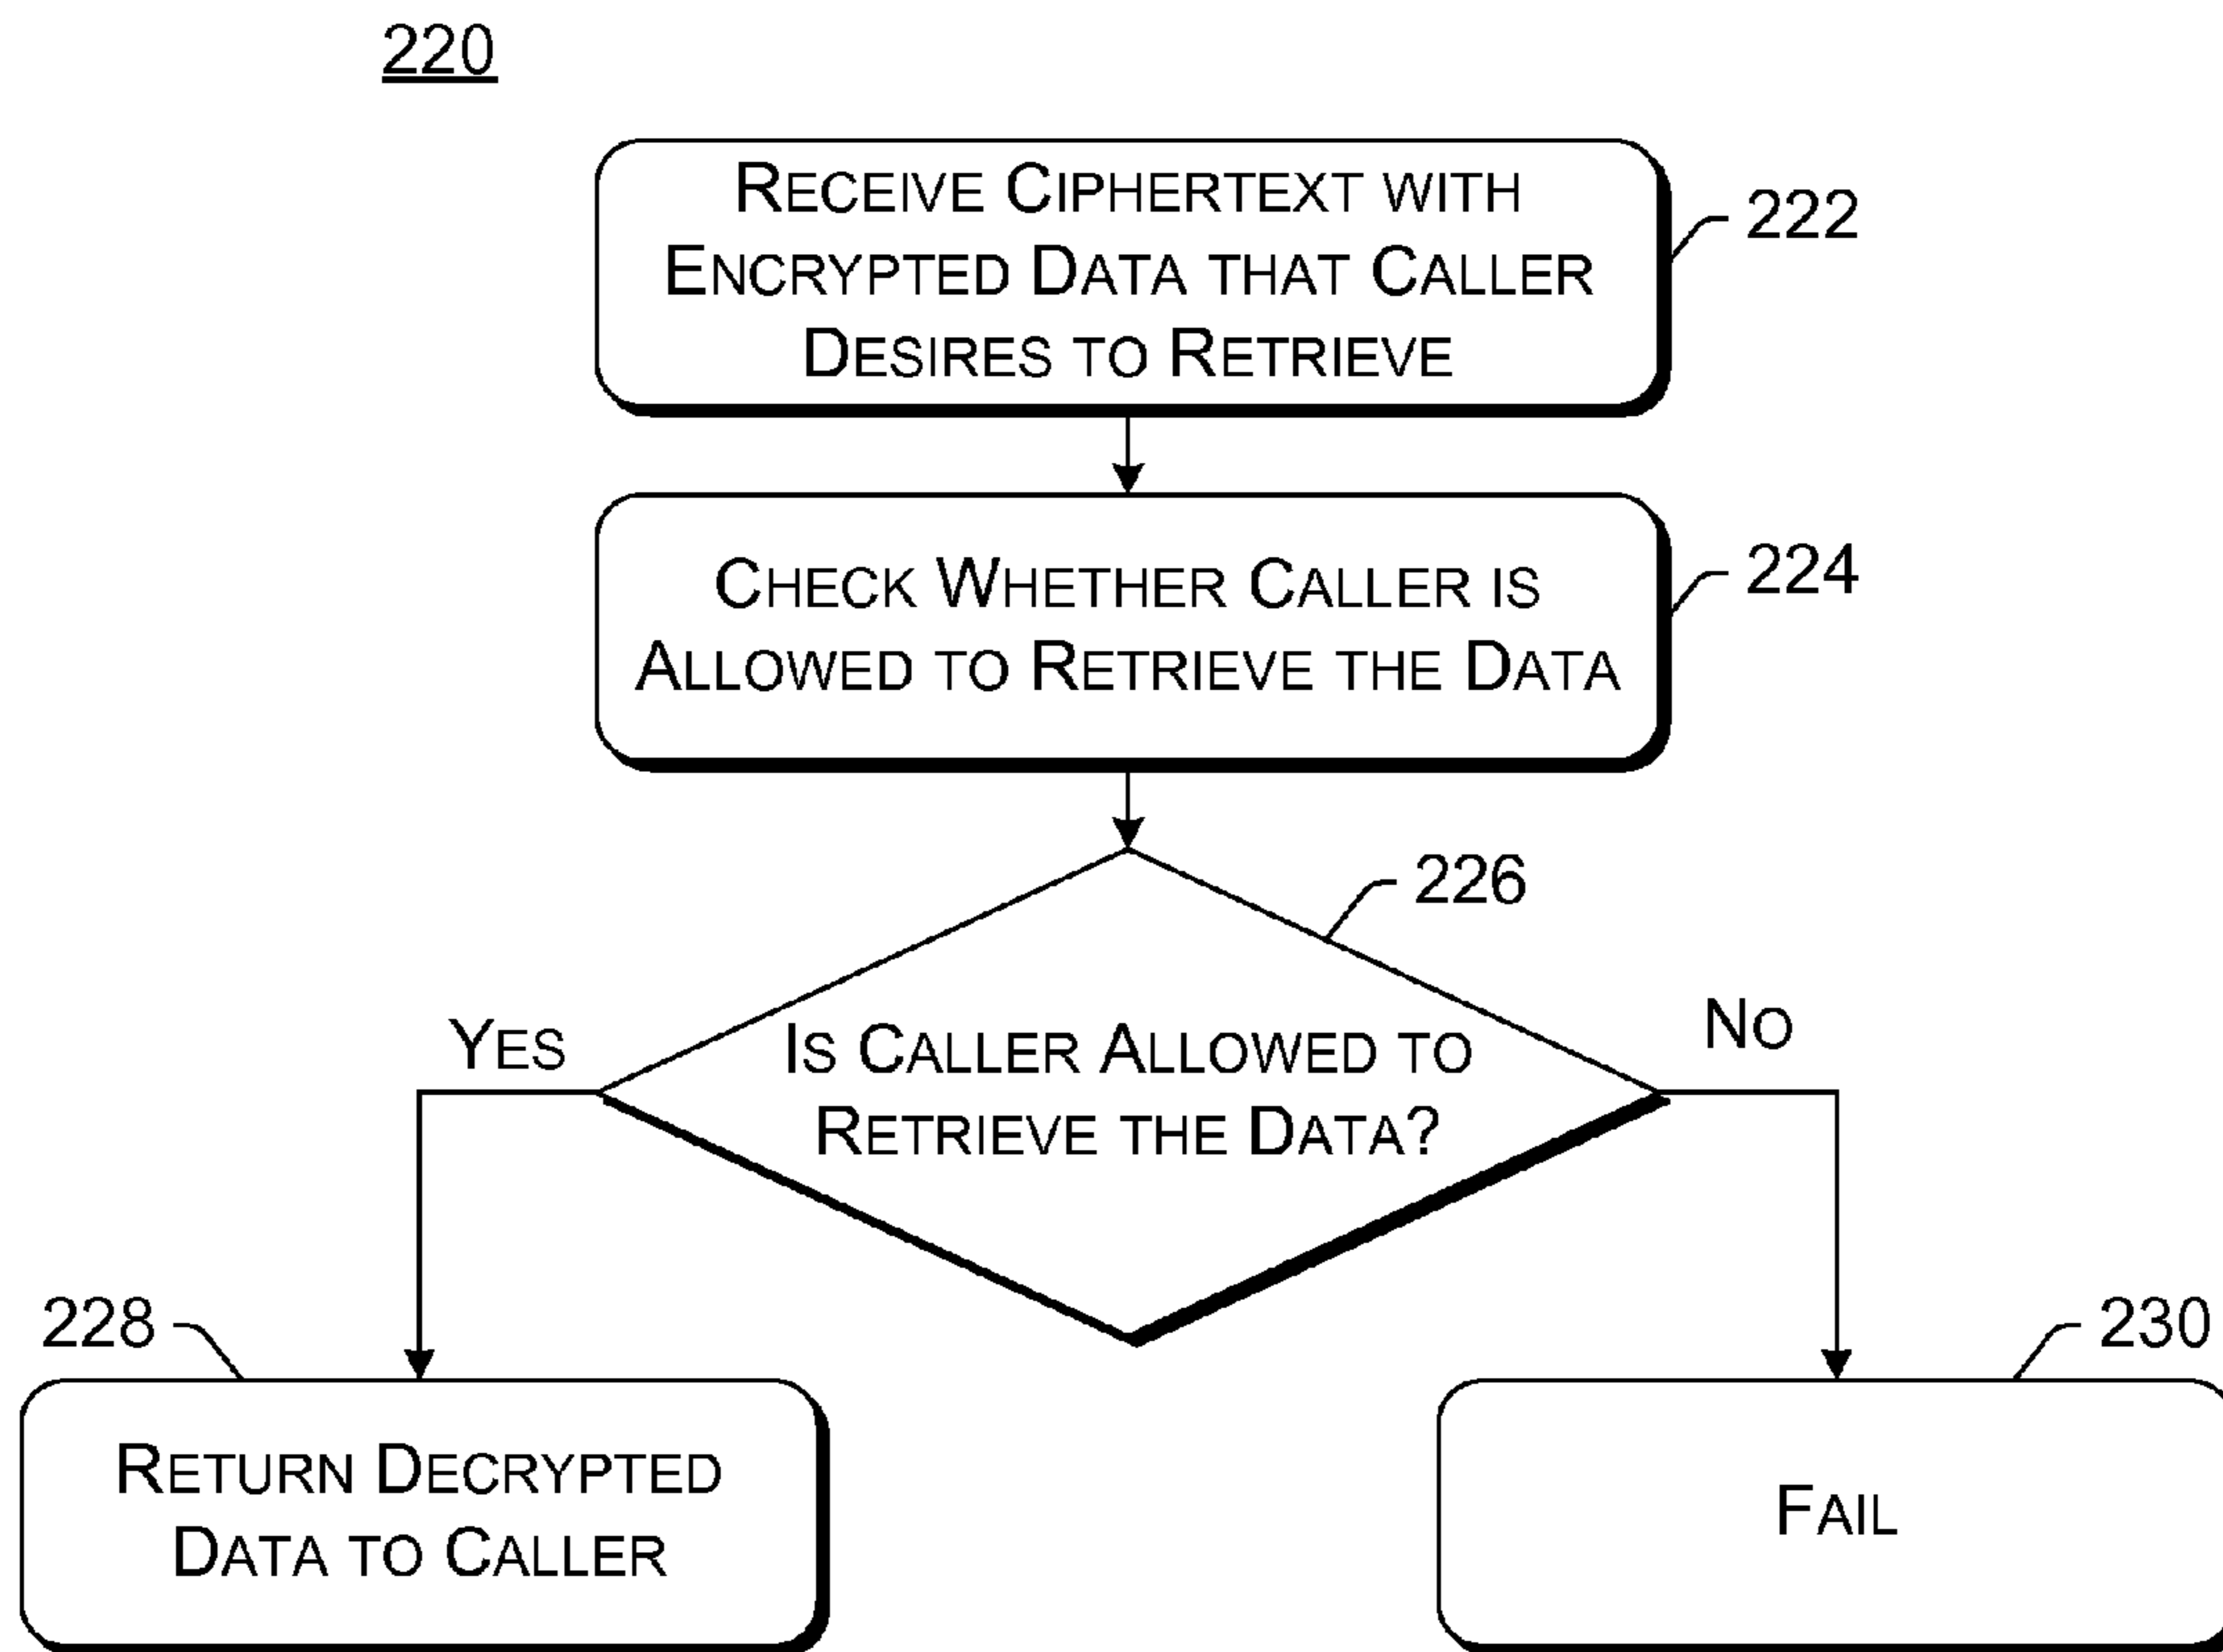 220
RECEIVE CIPHERTEXT WITH
ENCRYPTED DATA THAT CALLER
DESIRES TO RETRIEVE
222
CHECK WHETHER CALLER IS
ALLOWED TO RETRIEVE THE DATA
224
226
YES
IS CALLER ALLOWED TO
RETRIEVE THE DATA?
NO
228
RETURN DECRYPTED
DATA TO CALLER
230
FAIL